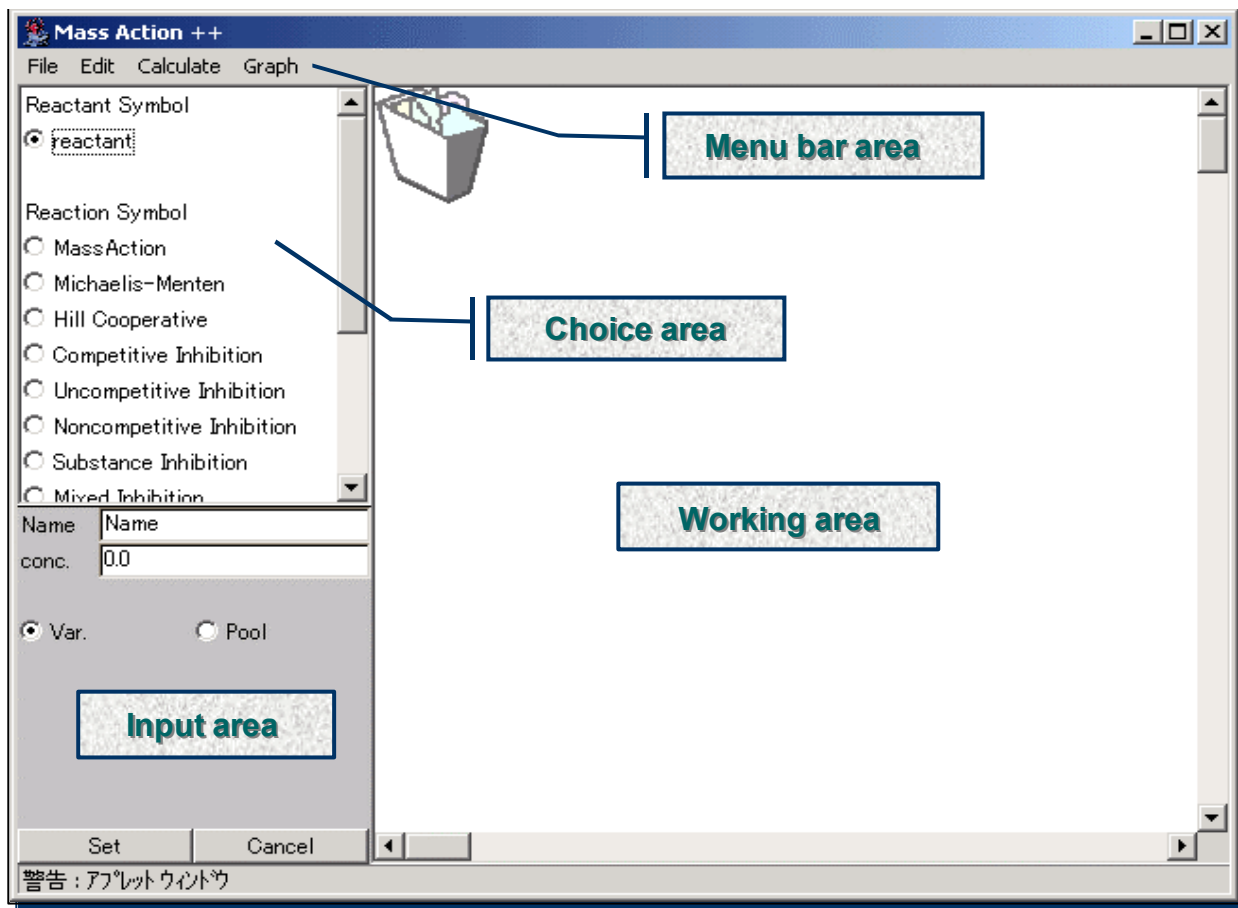 Mass Action ++
File Edit Calculate Graph
Reactant Symbol
reactant
Reaction Symbol
MassAction
Michaelis-Menten
Hill Cooperative
Competitive Inhibition
Uncompetitive Inhibition
Noncompetitive Inhibition
Substance Inhibition
Mixed Inhibition
Name Name
conc. 0.0
Var. Pool
Input area
Set Cancel
Menu bar area
Choice area
Working area
警告 : アプレット ウィンドウ